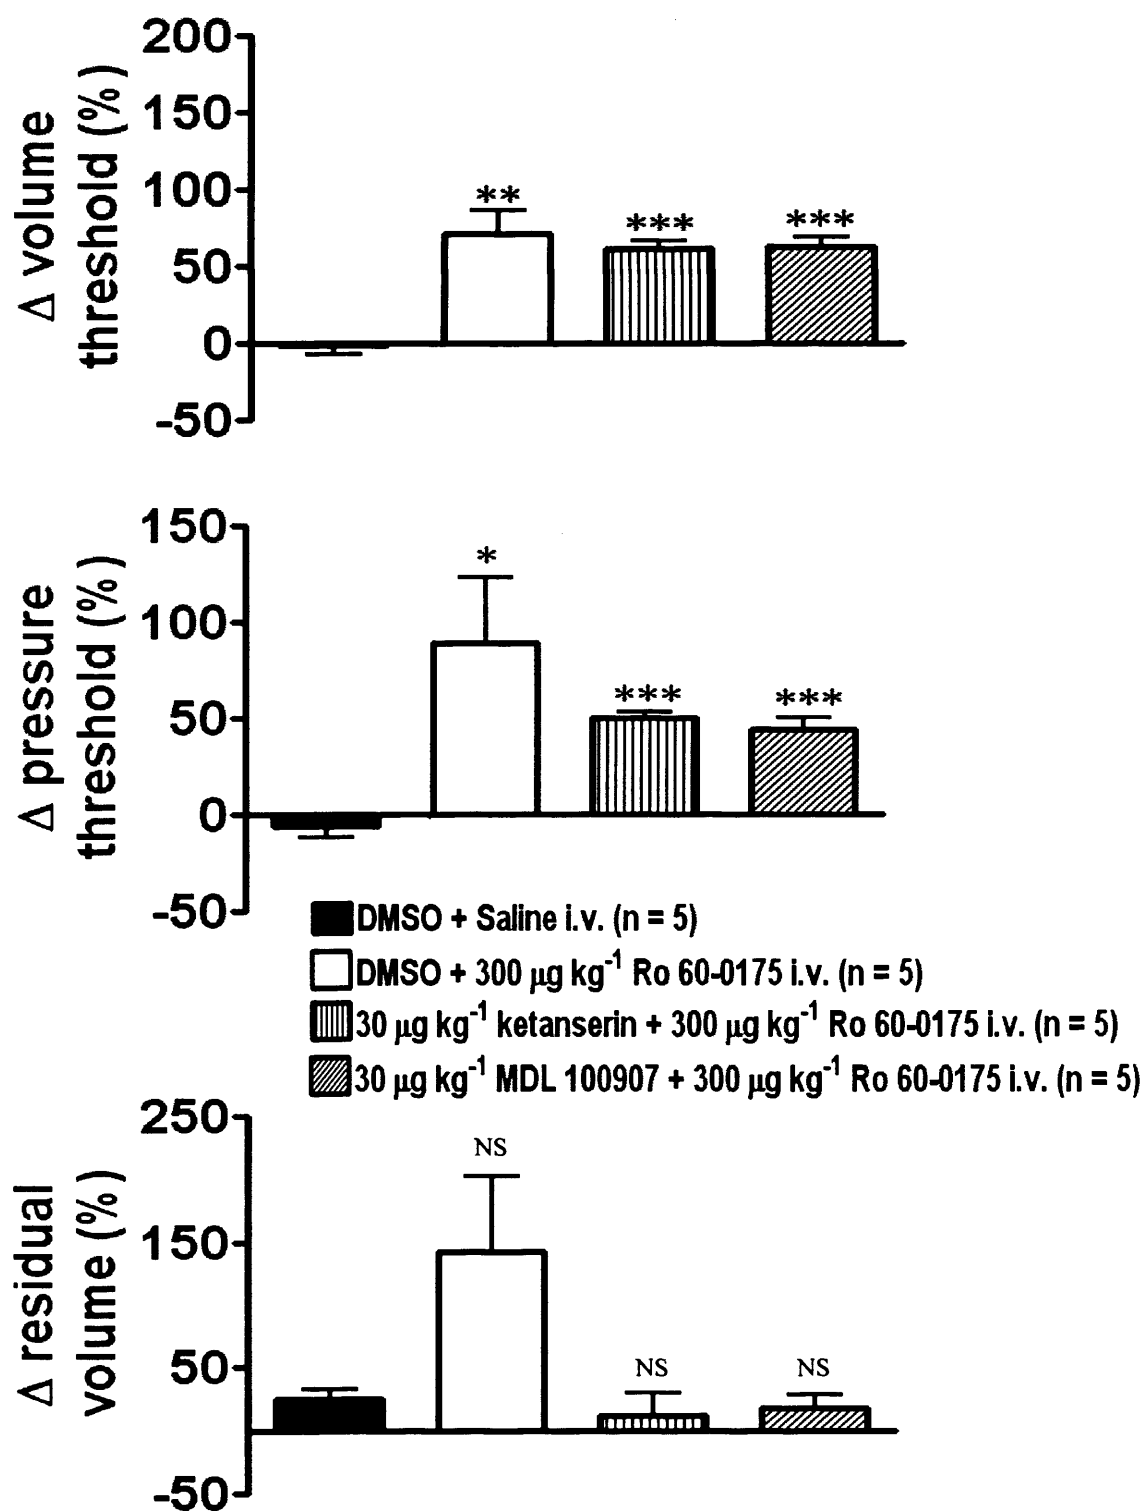 Δ volume
threshold (%)
200
150
100
50
0
-50
**
***
***
Δ pressure
threshold (%)
150
100
50
0
-50
*
***
***
DMSO + Saline i.v. (n = 5)
DMSO + 300 μg kg⁻¹ Ro 60-0175 i.v. (n = 5)
30 μg kg⁻¹ ketanserin + 300 μg kg⁻¹ Ro 60-0175 i.v. (n = 5)
30 μg kg⁻¹ MDL 100907 + 300 μg kg⁻¹ Ro 60-0175 i.v. (n = 5)
Δ residual
volume (%)
250
150
50
-50
NS
NS
NS